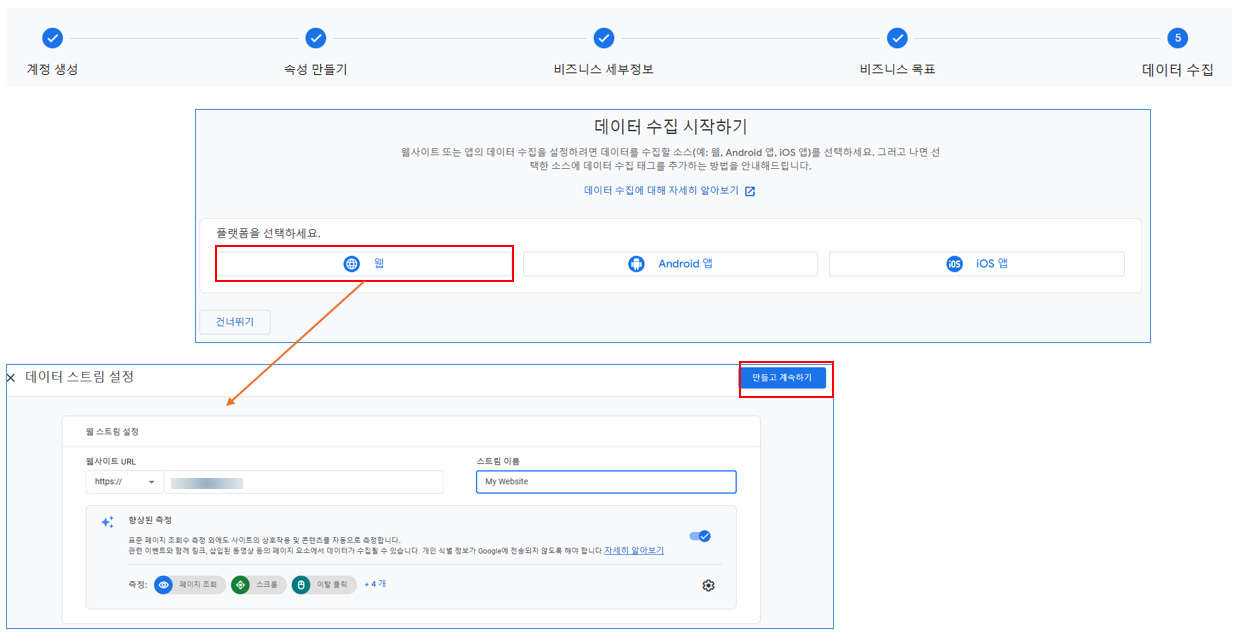 계정 생성
속성 만들기
비즈니스 세부정보
비즈니스 목표
5
데이터 수집
데이터 수집 시작하기
웹사이트 또는 앱의 데이터 수집을 설정하려면 데이터를 수집할 소스(예: 웹, Android 앱, iOS 앱)를 선택하세요. 그러고 나면 선
택한 소스에 데이터 수집 태그를 추가하는 방법을 안내해드립니다.
데이터 수집에 대해 자세히 알아보기
플랫폼을 선택하세요.
웹
Android 앱
iOS
iOS 앱
건너뛰기
데이터 스트림 설정
만들고 계속하기
웹 스트림 설정
웹사이트 URL
스트림 이름
https://
My Website
향상된 측정
표준 페이지 조회수 측정 외에도 사이트의 상호작용 및 콘텐츠를 자동으로 측정합니다.
관련 이벤트와 함께 링크, 삽입된 동영상 등의 페이지 요소에서 데이터가 수집될 수 있습니다. 개인 식별 정보가 Google에 전송되지 않도록 해야 합니다. 자세히 알아보기
측정:
페이지 조회
스크롤
이탈 클릭
+ 4 개